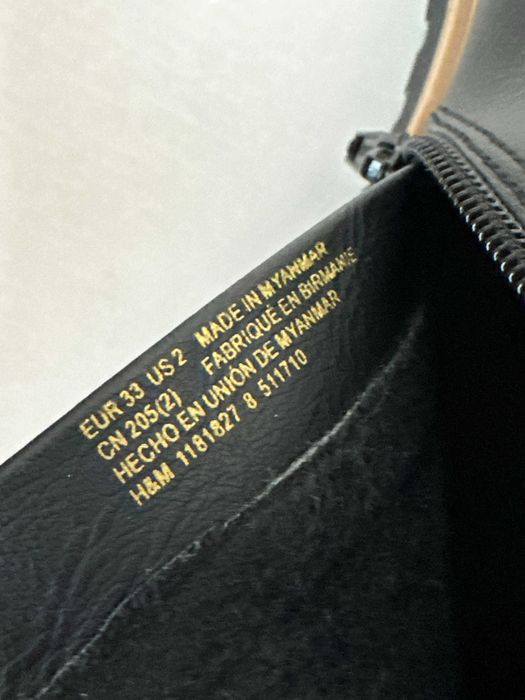 EUR 33 US 2 MADE IN MYANMAR
CN 205(2) FABRIQUÉ EN BIRMANIE
HECHO EN UNIÓN DE MYANMAR
H&M 1181827 8 511710